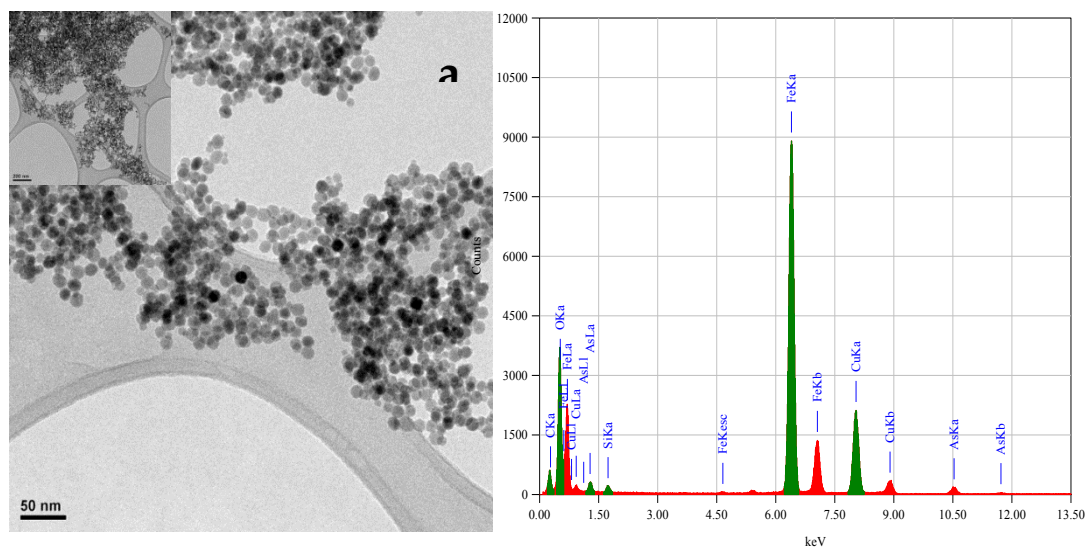 a
200 nm
50 nm
Counts
12000
10500
9000
7500
6000
4500
3000
1500
0
CKa
OKa
FeLl
FeLa
CuLl
CuLa
AsLl
AsLa
SiKa
FeKesc
FeKa
FeKb
CuKa
CuKb
AsKa
AsKb
0.00 1.50 3.00 4.50 6.00 7.50 9.00 10.50 12.00 13.50
keV